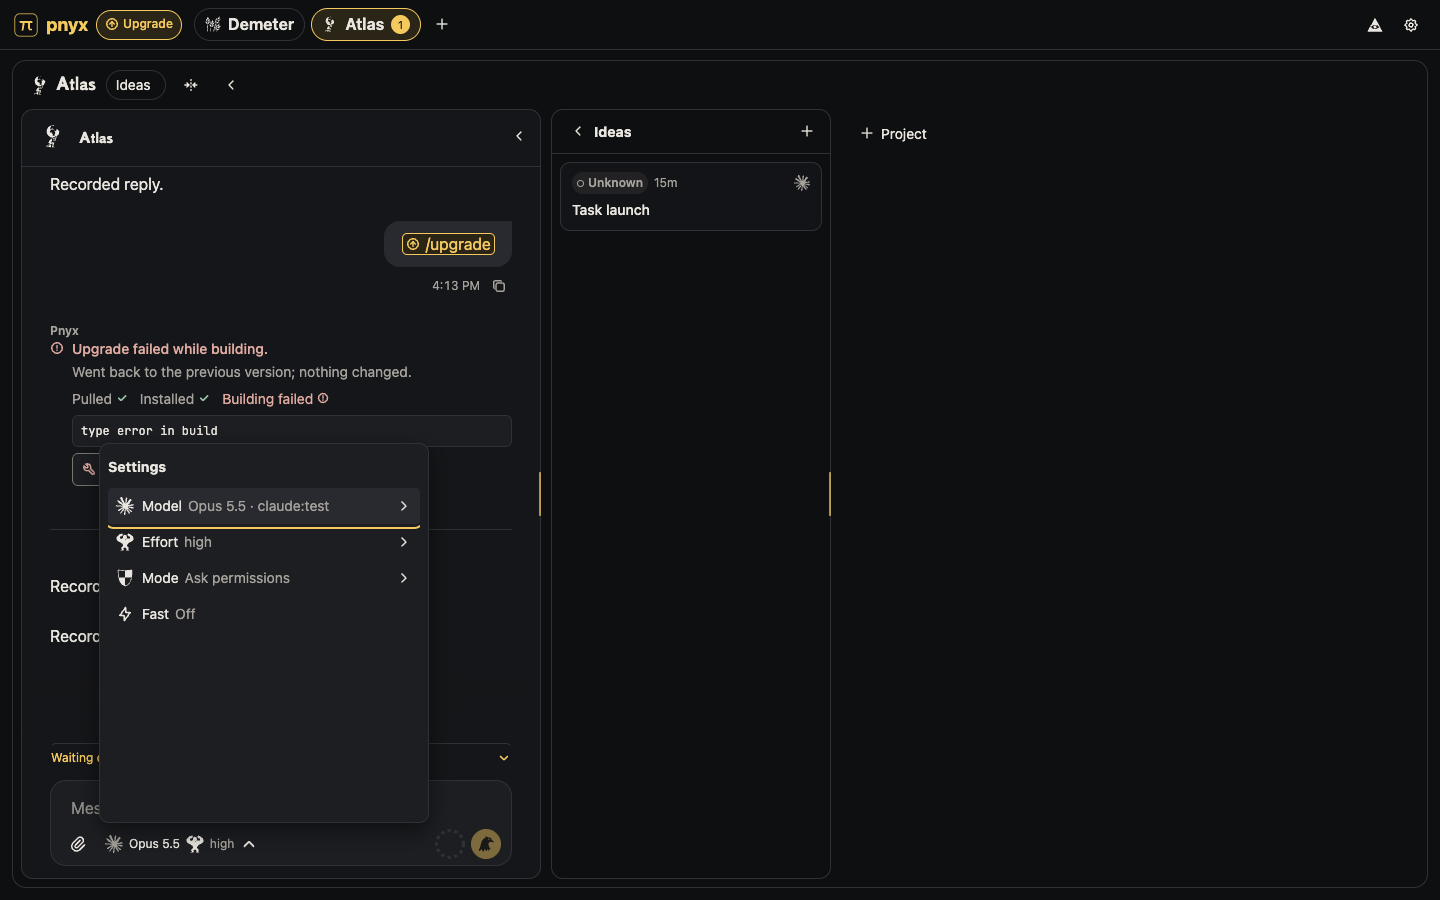 π pnyx Upgrade Demeter Atlas 1
Atlas Ideas
Atlas
Recorded reply.
/upgrade
4:13 PM
Pnyx
Upgrade failed while building.
Went back to the previous version; nothing changed.
Pulled Installed Building failed
type error in build
Settings
Model Opus 5.5 · claude:test
Effort high
Mode Ask permissions
Fast Off
Waiting
Opus 5.5 high
Ideas
Unknown 15m
Task launch
Project